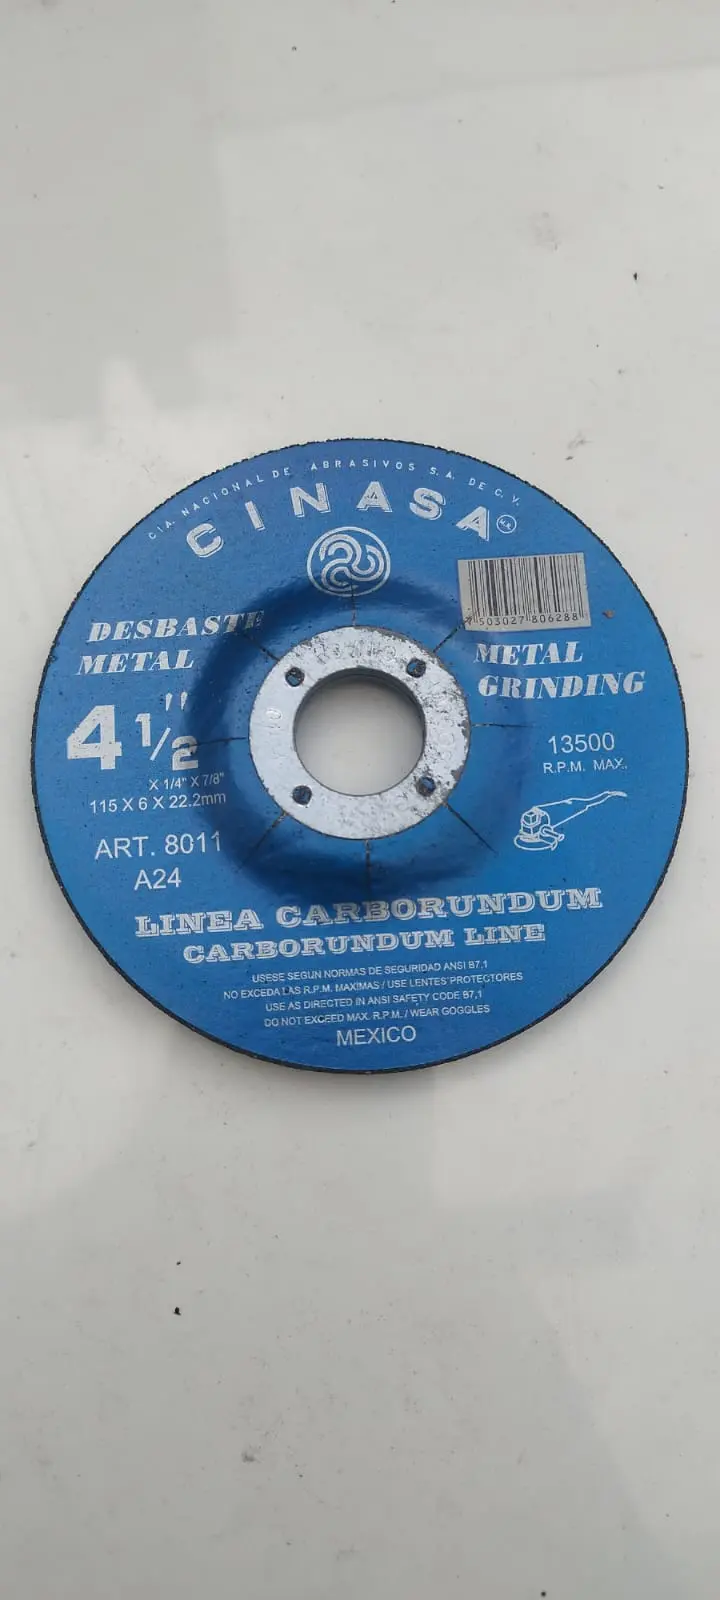 CIA. NACIONAL DE ABRASIVOS S.A. DE C.V.
CINASA M.R.
7 503027 806288
DESBASTE
METAL
METAL
GRINDING
4 1/2"
X 1/4" X 7/8"
115 X 6 X 22.2mm
13500
R.P.M. MAX.
ART. 8011
A24
LINEA CARBORUNDUM
CARBORUNDUM LINE
USESE SEGUN NORMAS DE SEGURIDAD ANSI B7,1
NO EXCEDA LAS R.P.M. MAXIMAS / USE LENTES PROTECTORES
USE AS DIRECTED IN ANSI SAFETY CODE B7,1
DO NOT EXCEED MAX. R.P.M. / WEAR GOGGLES
MEXICO